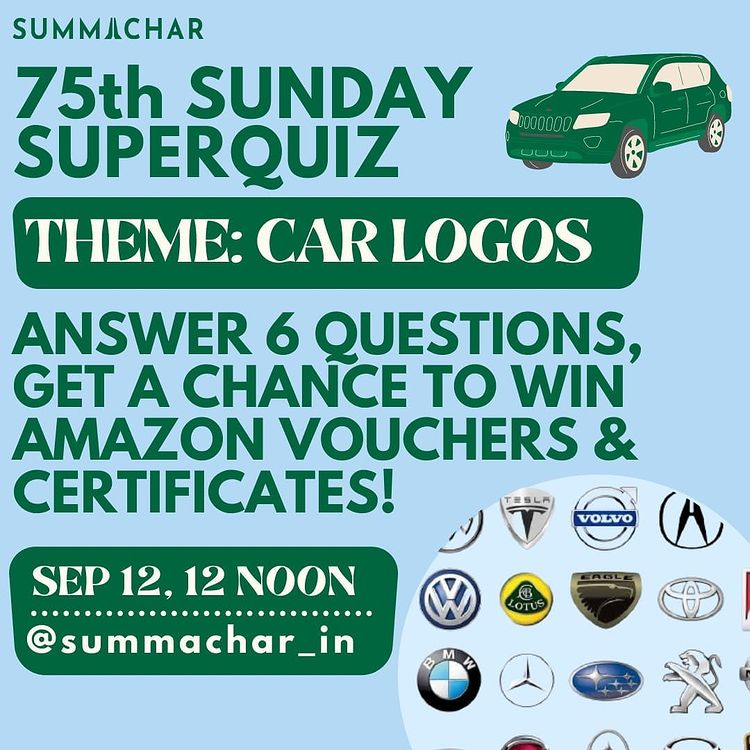 SUMMACHAR
75th SUNDAY
SUPERQUIZ
THEME: CAR LOGOS
ANSWER 6 QUESTIONS,
GET A CHANCE TO WIN
AMAZON VOUCHERS &
CERTIFICATES!
SEP 12, 12 NOON
@summachar_in
TESLA
VOLVO
LOTUS
EAGLE
BMW